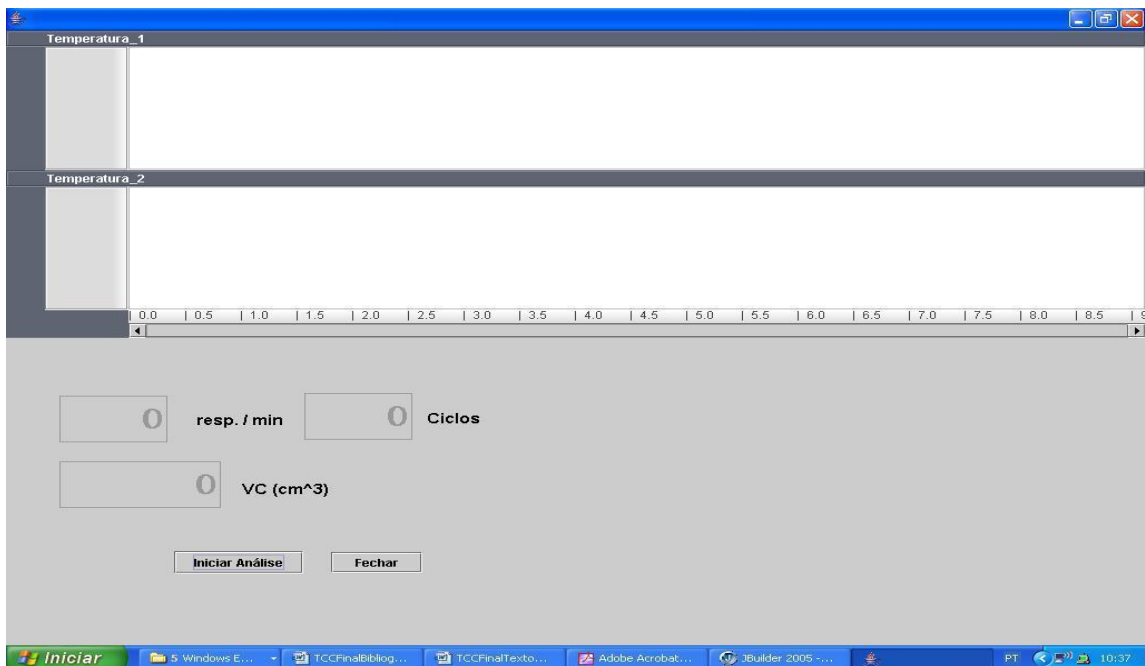 Temperatura_1
Temperatura_2
| 0.0 | 0.5 | 1.0 | 1.5 | 2.0 | 2.5 | 3.0 | 3.5 | 4.0 | 4.5 | 5.0 | 5.5 | 6.0 | 6.5 | 7.0 | 7.5 | 8.0 | 8.5 |
0 resp. / min 0 Ciclos
0 VC (cm^3)
Iniciar Análise Fechar
Iniciar 5 Windows E... TCCFinalBibliog... TCCFinalTexto... Adobe Acrobat... JBuilder 2005 -... PT 10:37